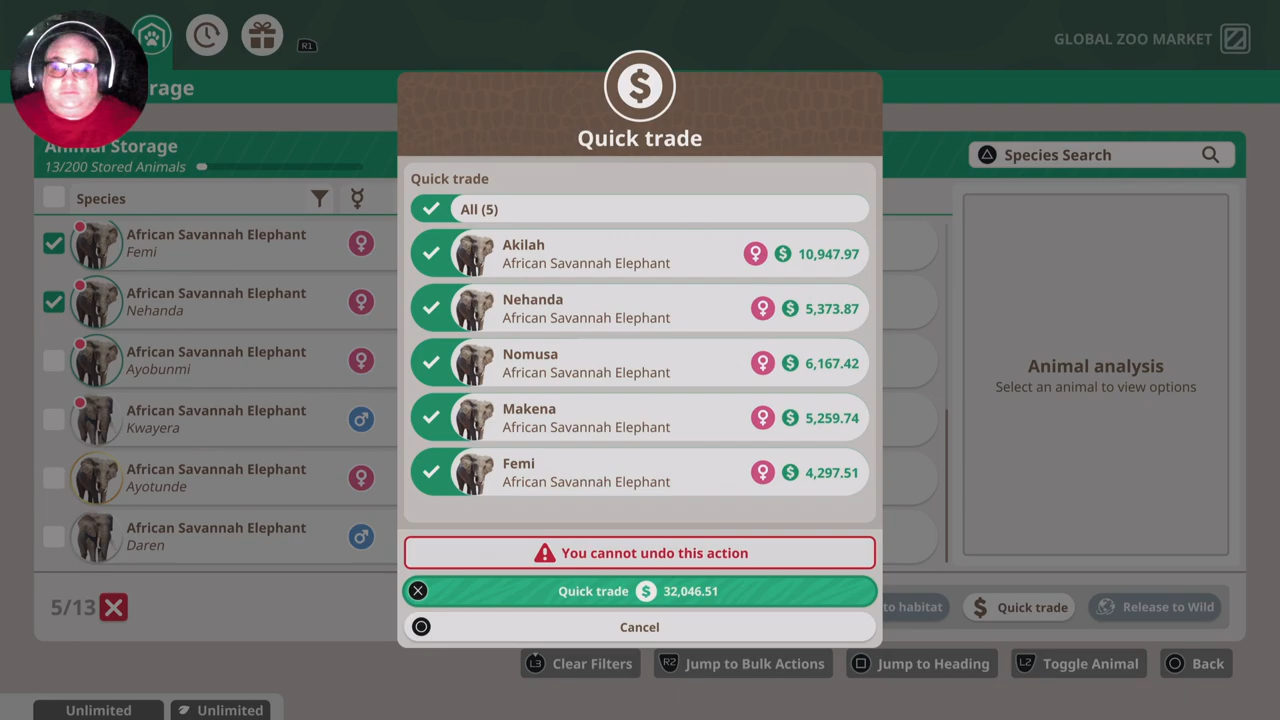 R1
GLOBAL ZOO MARKET
rage
Animal Storage
13/200 Stored Animals
Species Search
Species
African Savannah Elephant
Femi
African Savannah Elephant
Nehanda
African Savannah Elephant
Ayobunmi
African Savannah Elephant
Kwayera
African Savannah Elephant
Ayotunde
African Savannah Elephant
Daren
5/13
Quick trade
Quick trade
All (5)
Akilah
African Savannah Elephant
$ 10,947.97
Nehanda
African Savannah Elephant
$ 5,373.87
Nomusa
African Savannah Elephant
$ 6,167.42
Makena
African Savannah Elephant
$ 5,259.74
Femi
African Savannah Elephant
$ 4,297.51
You cannot undo this action
Quick trade $ 32,046.51
Cancel
Animal analysis
Select an animal to view options
to habitat
$ Quick trade
Release to Wild
L3 Clear Filters
R2 Jump to Bulk Actions
Jump to Heading
L2 Toggle Animal
Back
Unlimited
Unlimited